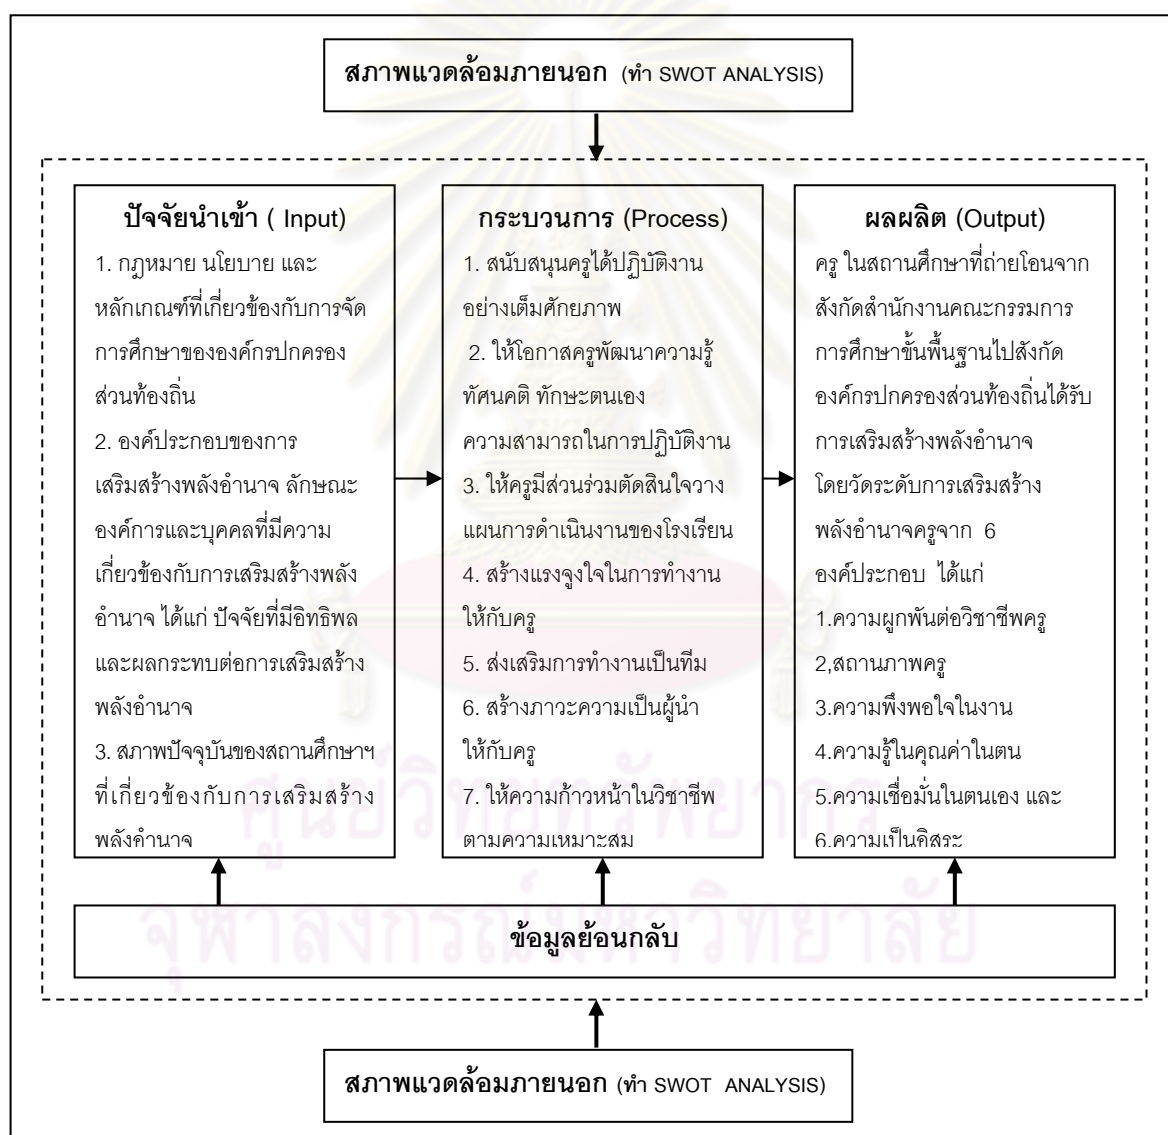 สภาพแวดล้อมภายนอก (ทำ SWOT ANALYSIS)
ปัจจัยนำเข้า ( Input)
1. กฎหมาย นโยบาย และ
หลักเกณฑ์ที่เกี่ยวข้องกับการจัด
การศึกษาขององค์กรปกครอง
ส่วนท้องถิ่น
2. องค์ประกอบของการ
เสริมสร้างพลังอำนาจ ลักษณะ
องค์การและบุคคลที่มีความ
เกี่ยวข้องกับการเสริมสร้างพลัง
อำนาจ ได้แก่ ปัจจัยที่มีอิทธิพล
และผลกระทบต่อการเสริมสร้าง
พลังอำนาจ
3. สภาพปัจจุบันของสถานศึกษาฯ
ที่เกี่ยวข้องกับการเสริมสร้าง
พลังอำนาจ
กระบวนการ (Process)
1. สนับสนุนครูได้ปฏิบัติงาน
อย่างเต็มศักยภาพ
2. ให้โอกาสครูพัฒนาความรู้
ทัศนคติ ทักษะตนเอง
ความสามารถในการปฏิบัติงาน
3. ให้ครูมีส่วนร่วมตัดสินใจวาง
แผนการดำเนินงานของโรงเรียน
4. สร้างแรงจูงใจในการทำงาน
ให้กับครู
5. ส่งเสริมการทำงานเป็นทีม
6. สร้างภาวะความเป็นผู้นำ
ให้กับครู
7. ให้ความก้าวหน้าในวิชาชีพ
ตามความเหมาะสม
ผลผลิต (Output)
ครู ในสถานศึกษาที่ถ่ายโอนจาก
สังกัดสำนักงานคณะกรรมการ
การศึกษาขั้นพื้นฐานไปสังกัด
องค์กรปกครองส่วนท้องถิ่นได้รับ
การเสริมสร้างพลังอำนาจ
โดยวัดระดับการเสริมสร้าง
พลังอำนาจครูจาก 6
องค์ประกอบ ได้แก่
1.ความผูกพันต่อวิชาชีพครู
2,สถานภาพครู
3.ความพึงพอใจในงาน
4.ความรู้ในคุณค่าในตน
5.ความเชื่อมั่นในตนเอง และ
6.ความเป็นอิสระ
ศูนย์วิทยทรัพยากร
จุฬาลงกรณ์มหาวิทยาลัย
ข้อมูลย้อนกลับ
สภาพแวดล้อมภายนอก (ทำ SWOT ANALYSIS)